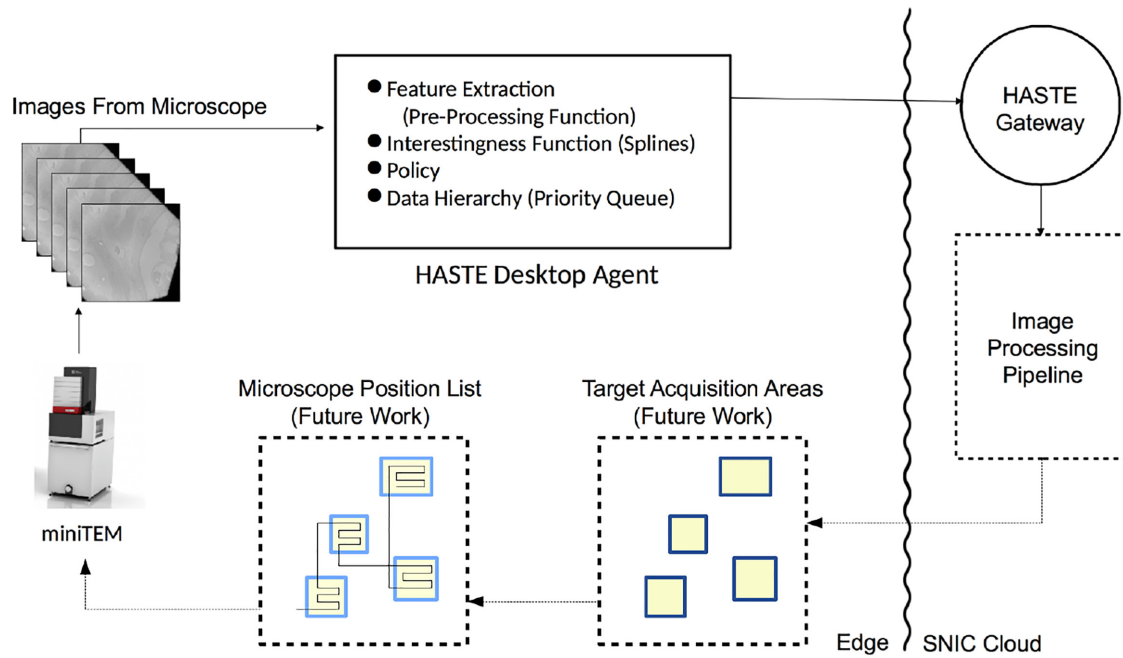 Images From Microscope
Feature Extraction
(Pre-Processing Function)
Interestingness Function (Splines)
Policy
Data Hierarchy (Priority Queue)
HASTE Desktop Agent
HASTE
Gateway
Image
Processing
Pipeline
Microscope Position List
(Future Work)
Target Acquisition Areas
(Future Work)
miniTEM
Edge
SNIC Cloud